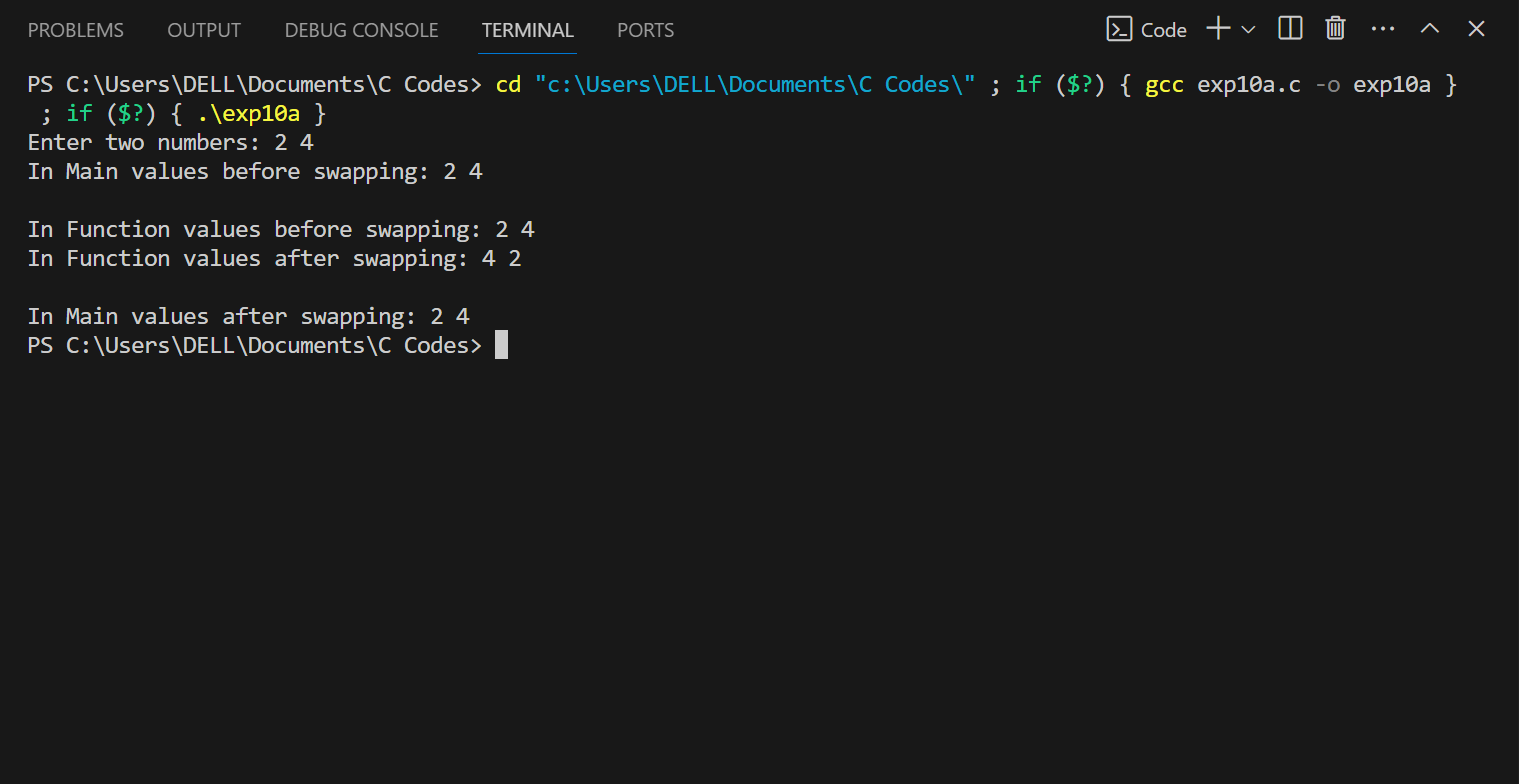 PROBLEMS OUTPUT DEBUG CONSOLE TERMINAL PORTS Code
PS C:\Users\DELL\Documents\C Codes> cd "c:\Users\DELL\Documents\C Codes\" ; if ($?) { gcc exp10a.c -o exp10a }
 ; if ($?) { .\exp10a }
Enter two numbers: 2 4
In Main values before swapping: 2 4
In Function values before swapping: 2 4
In Function values after swapping: 4 2
In Main values after swapping: 2 4
PS C:\Users\DELL\Documents\C Codes>